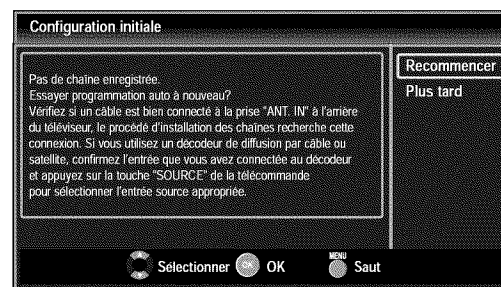 Configuration initiale
Pas de chaîne enregistrée.
Essayer programmation auto à nouveau?
Vérifiez si un câble est bien connecté à la prise "ANT. IN" à l'arrière
du téléviseur, le procédé d'installation des chaînes recherche cette
connexion. Si vous utilisez un décodeur de diffusion par câble ou
satellite, confirmez l'entrée que vous avez connectée au décodeur
et appuyez sur la touche "SOURCE" de la télécommande
pour sélectionner l'entrée source appropriée.
Recommencer
Plus tard
Sélectionner OK OK MENU Saut